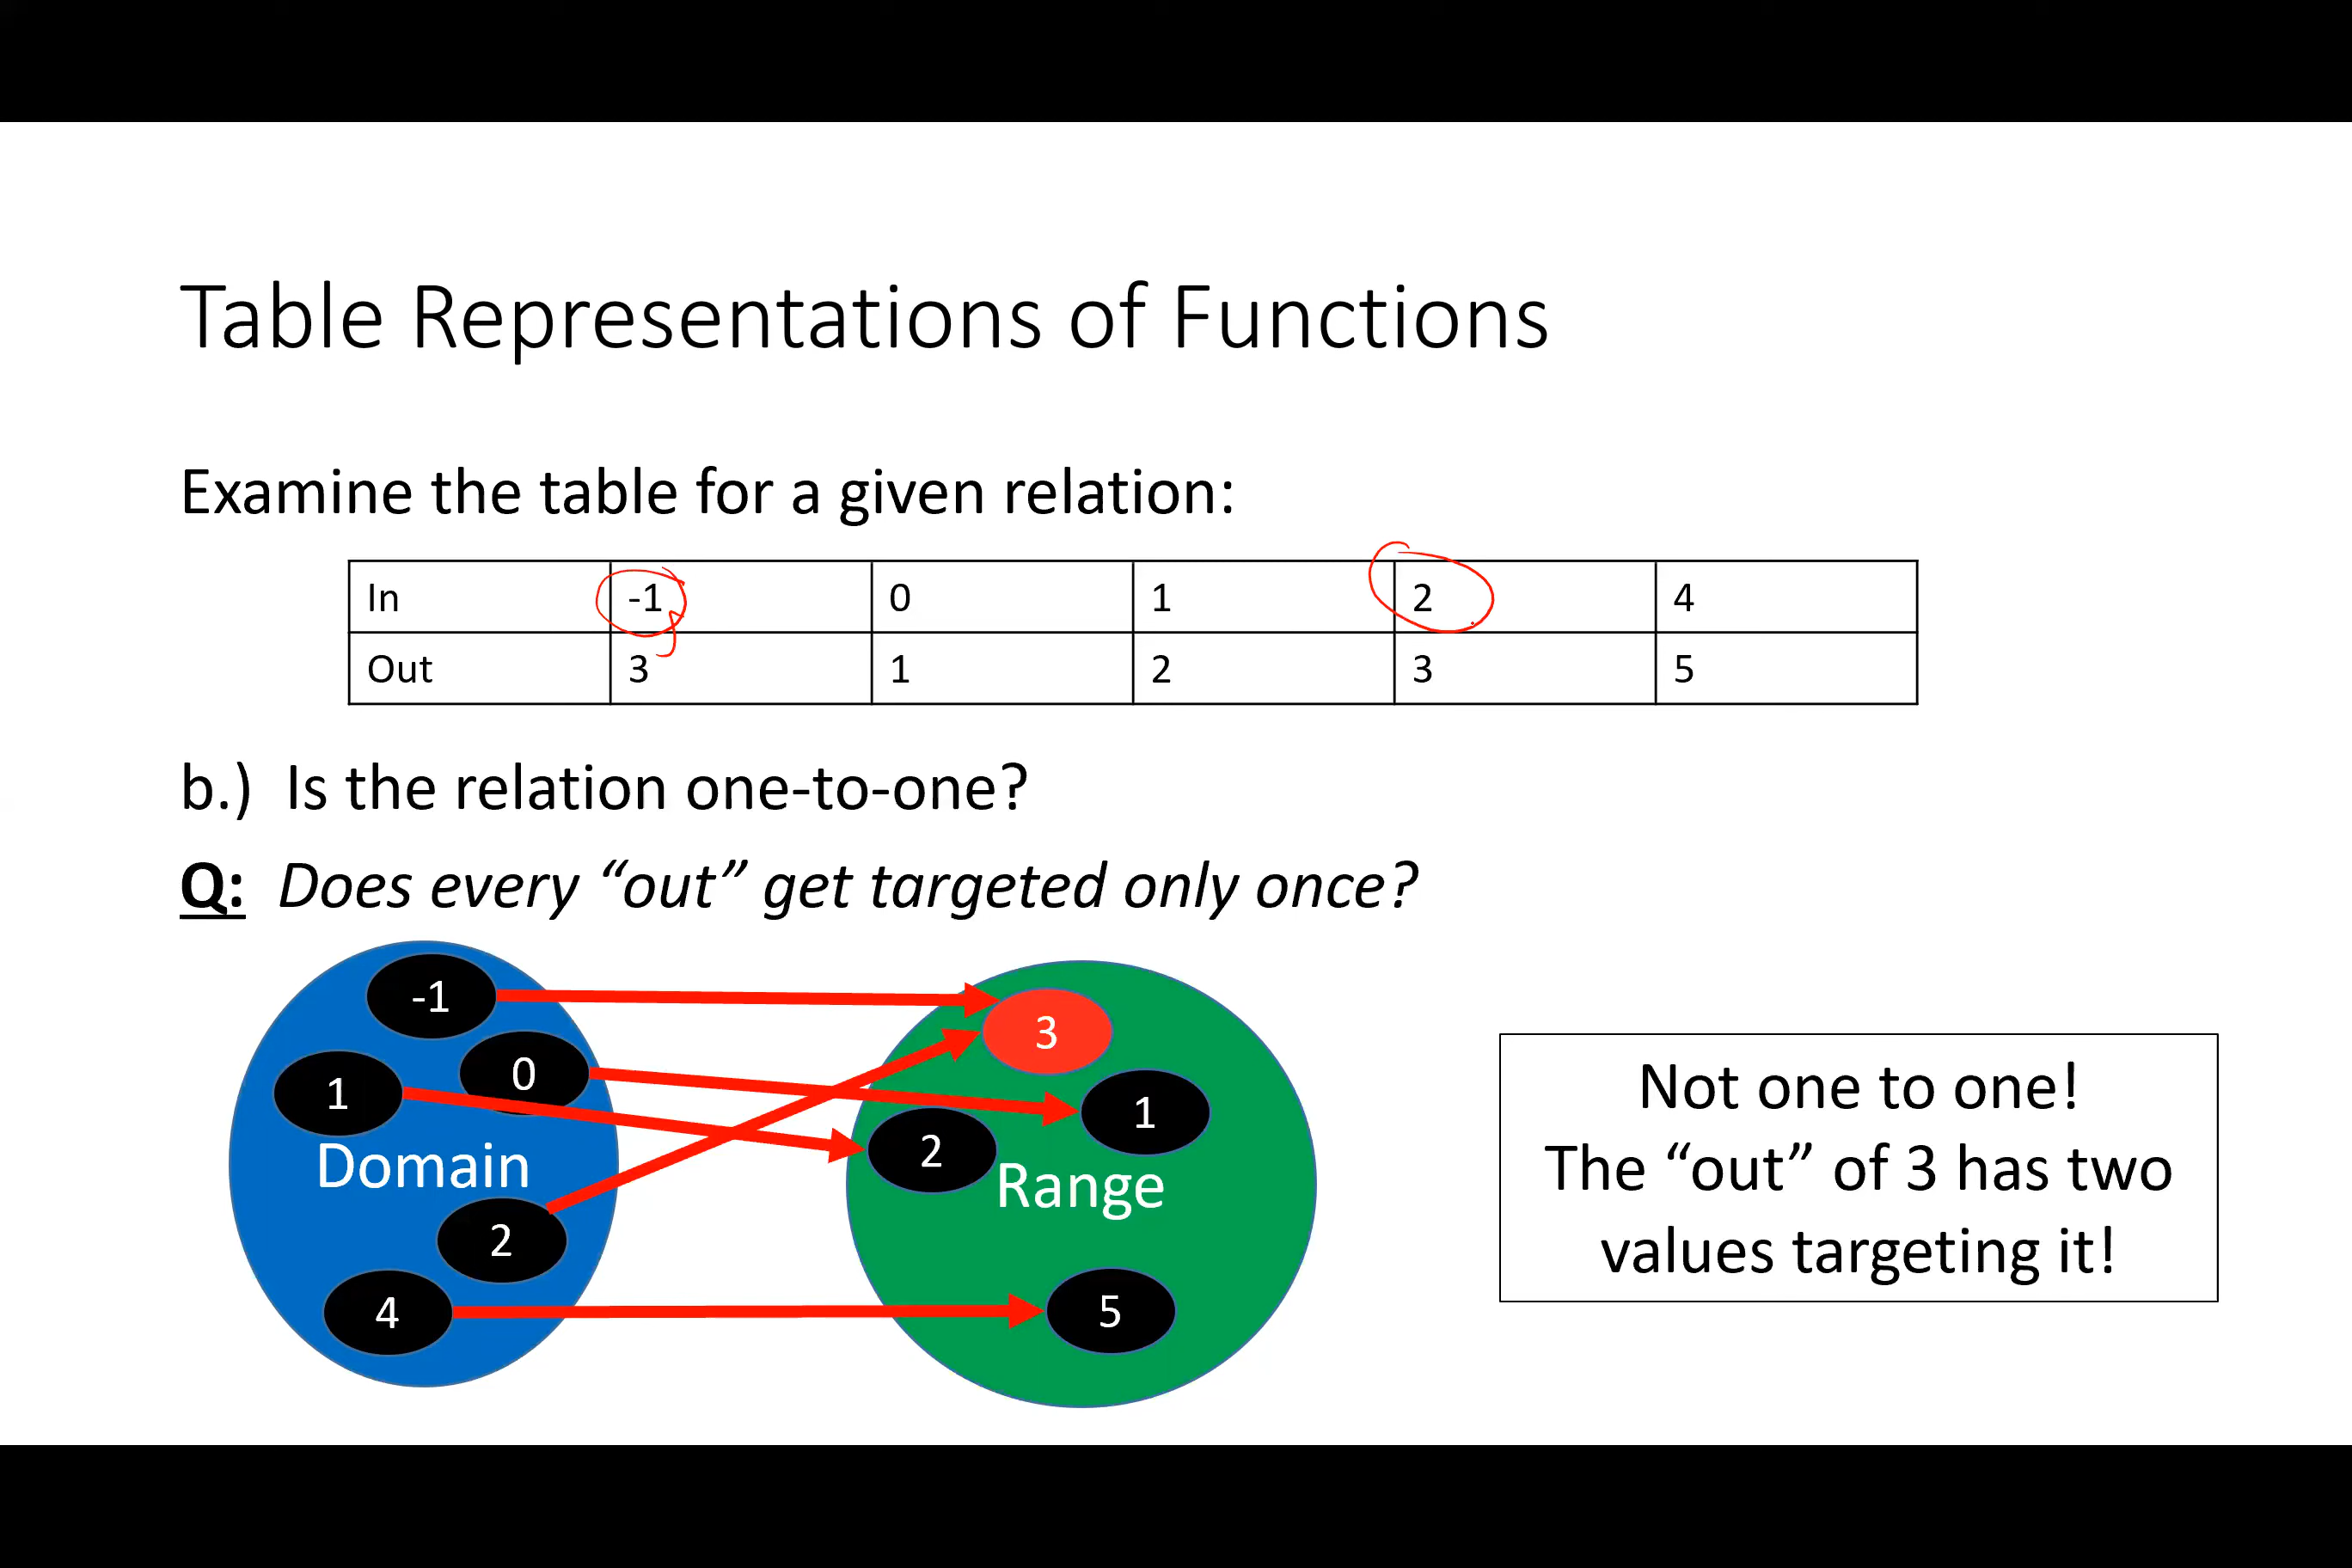 Table Representations of Functions
Examine the table for a given relation:
In -1 0 1 2 4
Out 3 1 2 3 5
b.) Is the relation one-to-one?
Q: Does every “out” get targeted only once?
-1
0
1
Domain
2
4
3
1
2
Range
5
Not one to one!
The “out” of 3 has two
values targeting it!